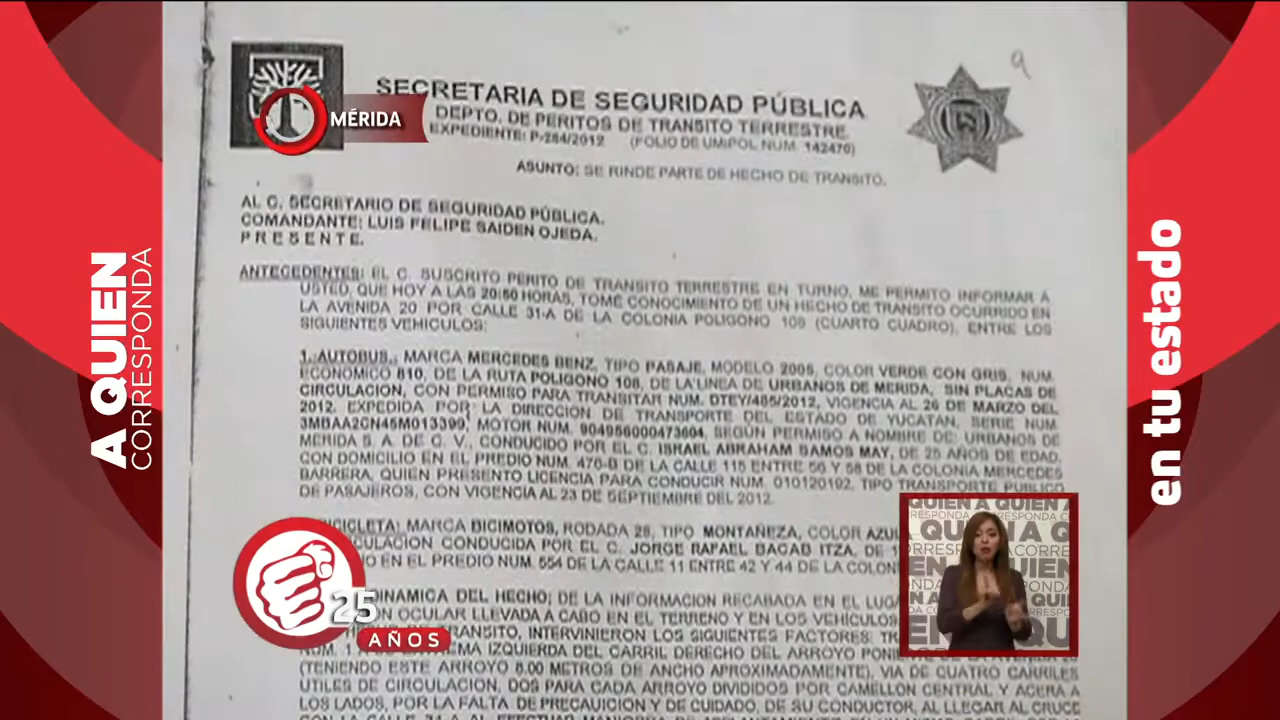 A QUIEN
CORRESPONDA
en tu estado
MÉRIDA
9
SECRETARIA DE SEGURIDAD PÚBLICA
DEPTO. DE PERITOS DE TRANSITO TERRESTRE.
EXPEDIENTE: P-284/2012 (FOLIO DE UMIPOL NUM. 142470)
ASUNTO: SE RINDE PARTE DE HECHO DE TRANSITO.
AL C. SECRETARIO DE SEGURIDAD PÚBLICA.
COMANDANTE: LUIS FELIPE SAIDEN OJEDA.
P R E S E N T E.
ANTECEDENTES: EL C. SUSCRITO PERITO DE TRANSITO TERRESTRE EN TURNO, ME PERMITO INFORMAR A
USTED, QUE HOY A LAS 20:50 HORAS, TOME CONOCIMIENTO DE UN HECHO DE TRANSITO OCURRIDO EN
LA AVENIDA 20 POR CALLE 31-A DE LA COLONIA POLIGONO 108 (CUARTO CUADRO), ENTRE LOS
SIGUIENTES VEHICULOS:
1. AUTOBUS., MARCA MERCEDES BENZ, TIPO PASAJE, MODELO 2005, COLOR VERDE CON GRIS, NUM.
ECONOMICO 810, DE LA RUTA POLIGONO 108, DE LA LINEA DE URBANOS DE MERIDA, SIN PLACAS DE
CIRCULACION, CON PERMISO PARA TRANSITAR NUM. DTEY/485/2012, VIGENCIA AL 26 DE MARZO DEL
2012. EXPEDIDA POR: LA DIRECCION DE TRANSPORTE DEL ESTADO DE YUCATAN, SERIE NUM.
3MBAA2CN45M013399, MOTOR NUM. 904956000473604, SEGÚN PERMISO A NOMBRE DE: URBANOS DE
MERIDA S. A. DE C. V., CONDUCIDO POR EL C. ISRAEL ABRAHAM BAMOS MAY, DE 25 AÑOS DE EDAD,
CON DOMICILIO EN EL PREDIO NUM. 476-B DE LA CALLE 115 ENTRE 56 Y 58 DE LA COLONIA MERCEDES
BARRERA, QUIEN PRESENTO LICENCIA PARA CONDUCIR NUM. 010120192, TIPO TRANSPORTE PUBLICO
DE PASAJEROS, CON VIGENCIA AL 23 DE SEPTIEMBRE DEL 2012.
BICICLETA: MARCA BICIMOTOS, RODADA 26, TIPO MONTAÑEZA, COLOR AZUL
CONDUCIDA POR EL C. JORGE RAFAEL BACAB ITZA, DE 1
EN EL PREDIO NUM. 554 DE LA CALLE 11 ENTRE 42 Y 44 DE LA COLON
DINAMICA DEL HECHO; DE LA INFORMACION RECABADA EN EL LUGA
OCULAR LLEVADA A CABO EN EL TERRENO Y EN LOS VEHICULOS
DE TRANSITO, INTERVINIERON LOS SIGUIENTES FACTORES:
NUM. 1 IZQUIERDA DEL CARRIL DERECHO DEL ARROYO PONIENTE DE LA AVENIDA
(TENIENDO ESTE ARROYO 8.00 METROS DE ANCHO APROXIMADAMENTE), VIA DE CUATRO CARRILES
UTILES DE CIRCULACION, DOS PARA CADA ARROYO DIVIDIDOS POR CAMELLON CENTRAL Y ACERA A
LOS LADOS, POR LA FALTA DE PRECAUCION Y DE CUIDADO, DE SU CONDUCTOR, AL LLEGAR AL CRUCE
25
AÑOS